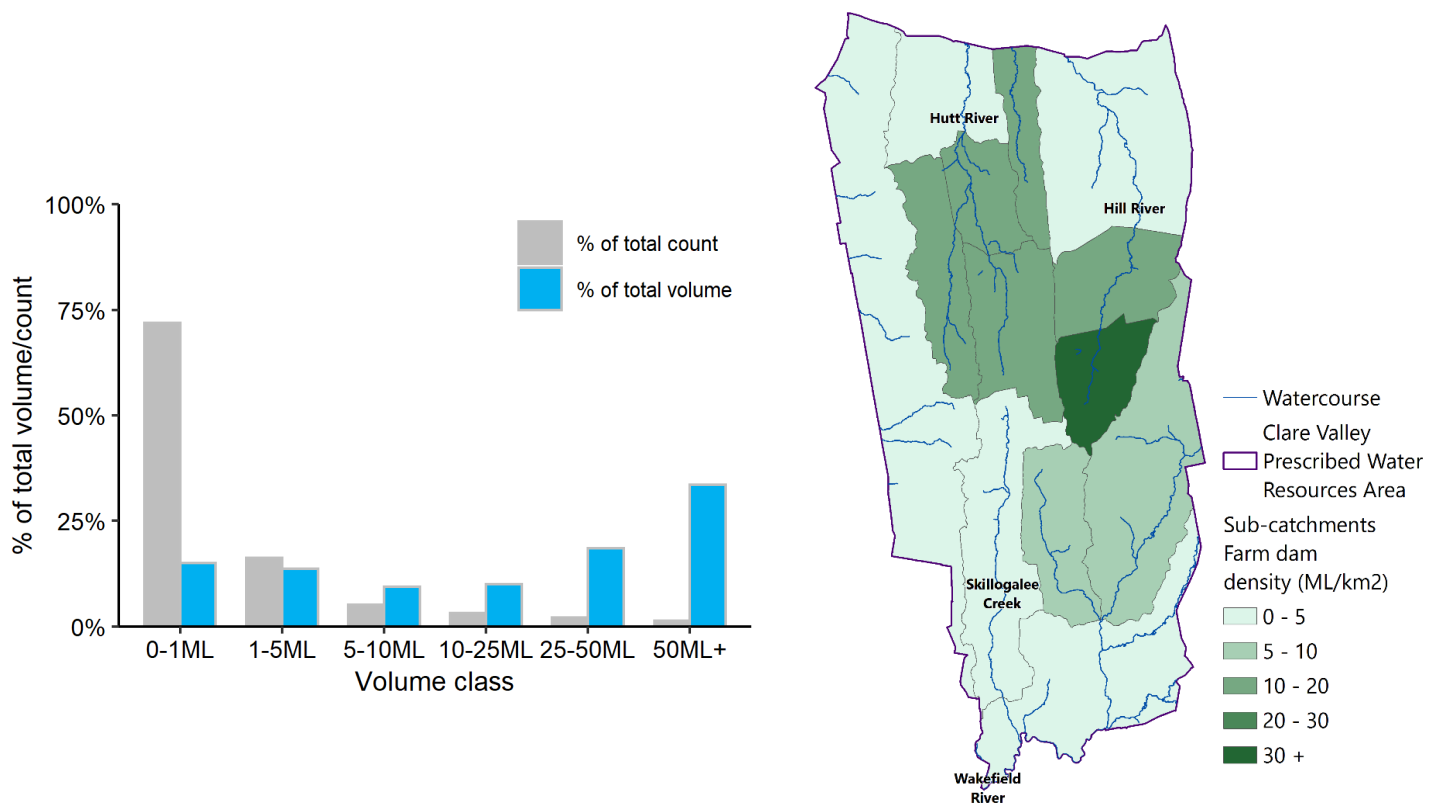 100%
75%
50%
25%
0%
% of total volume/count
% of total count
% of total volume
0-1ML
1-5ML
5-10ML
10-25ML
25-50ML
50ML+
Volume class
Hutt River
Hill River
Skillogalee
Creek
Wakefield
River
Watercourse
Clare Valley
Prescribed Water
Resources Area
Sub-catchments
Farm dam
density (ML/km2)
0 - 5
5 - 10
10 - 20
20 - 30
30 +